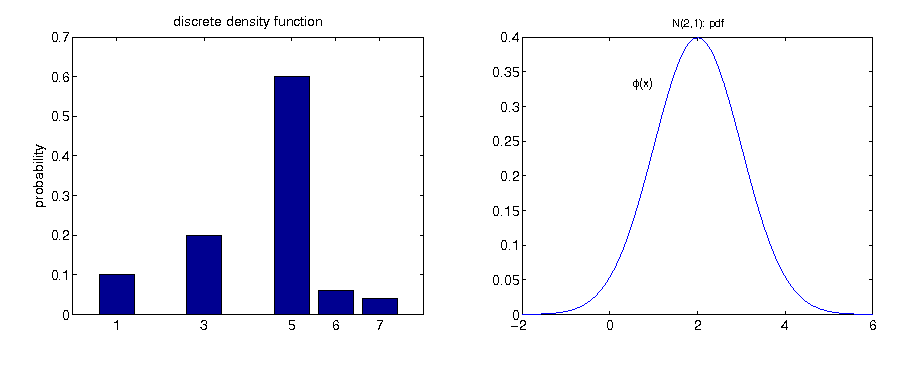 discrete density function
0.7
0.6
0.5
0.4
0.3
0.2
0.1
0
probability
1 3 5 6 7
N(2,1): pdf
0.4
0.35
0.3
0.25
0.2
0.15
0.1
0.05
0
ϕ(x)
−2 0 2 4 6